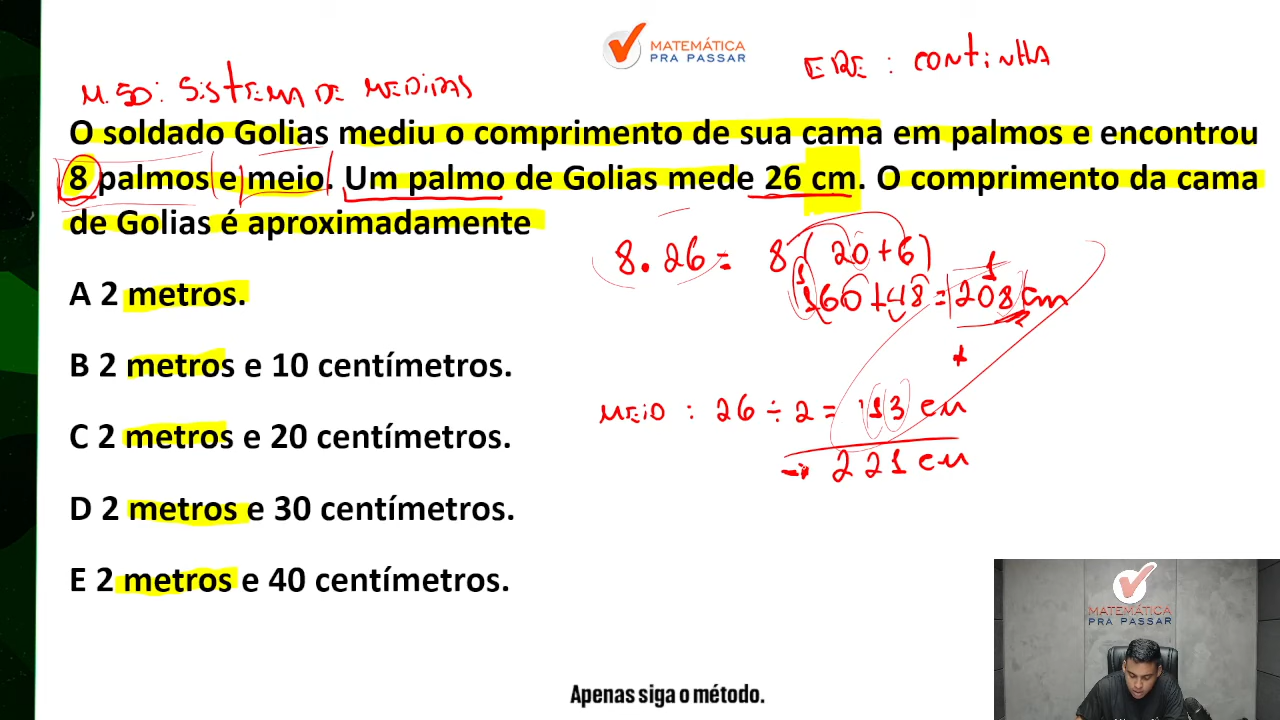 MATEMÁTICA
PRA PASSAR
M.SD: SISTEMA DE MEDIDAS
ERE: CONTINHA
O soldado Golias mediu o comprimento de sua cama em palmos e encontrou
8 palmos e meio. Um palmo de Golias mede 26 cm. O comprimento da cama
de Golias é aproximadamente
8 . 26 = 8 ( 20 + 6 )
160 + 48 = 208 cm
+
MEIO : 26 ÷ 2 = 13 cm
→ 221 cm
A 2 metros.
B 2 metros e 10 centímetros.
C 2 metros e 20 centímetros.
D 2 metros e 30 centímetros.
E 2 metros e 40 centímetros.
MATEMÁTICA
PRA PASSAR
Apenas siga o método.